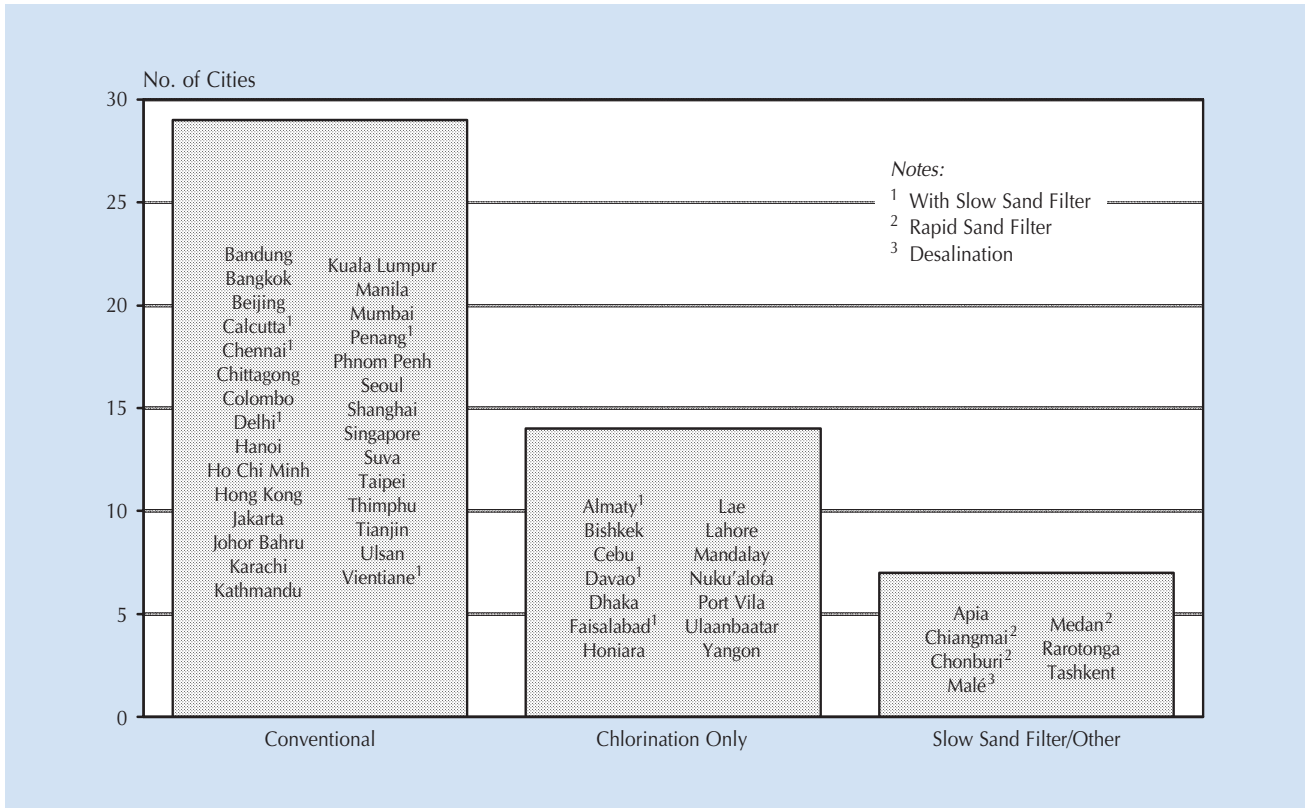 No. of Cities
30
25
20
15
10
5
0
Notes:
1 With Slow Sand Filter
2 Rapid Sand Filter
3 Desalination
Bandung
Bangkok
Beijing
Calcutta1
Chennai1
Chittagong
Colombo
Delhi1
Hanoi
Ho Chi Minh
Hong Kong
Jakarta
Johor Bahru
Karachi
Kathmandu
Kuala Lumpur
Manila
Mumbai
Penang1
Phnom Penh
Seoul
Shanghai
Singapore
Suva
Taipei
Thimphu
Tianjin
Ulsan
Vientiane1
Almaty1
Bishkek
Cebu
Davao1
Dhaka
Faisalabad1
Honiara
Lae
Lahore
Mandalay
Nuku’alofa
Port Vila
Ulaanbaatar
Yangon
Apia
Chiangmai2
Chonburi2
Malé3
Medan2
Rarotonga
Tashkent
Conventional
Chlorination Only
Slow Sand Filter/Other